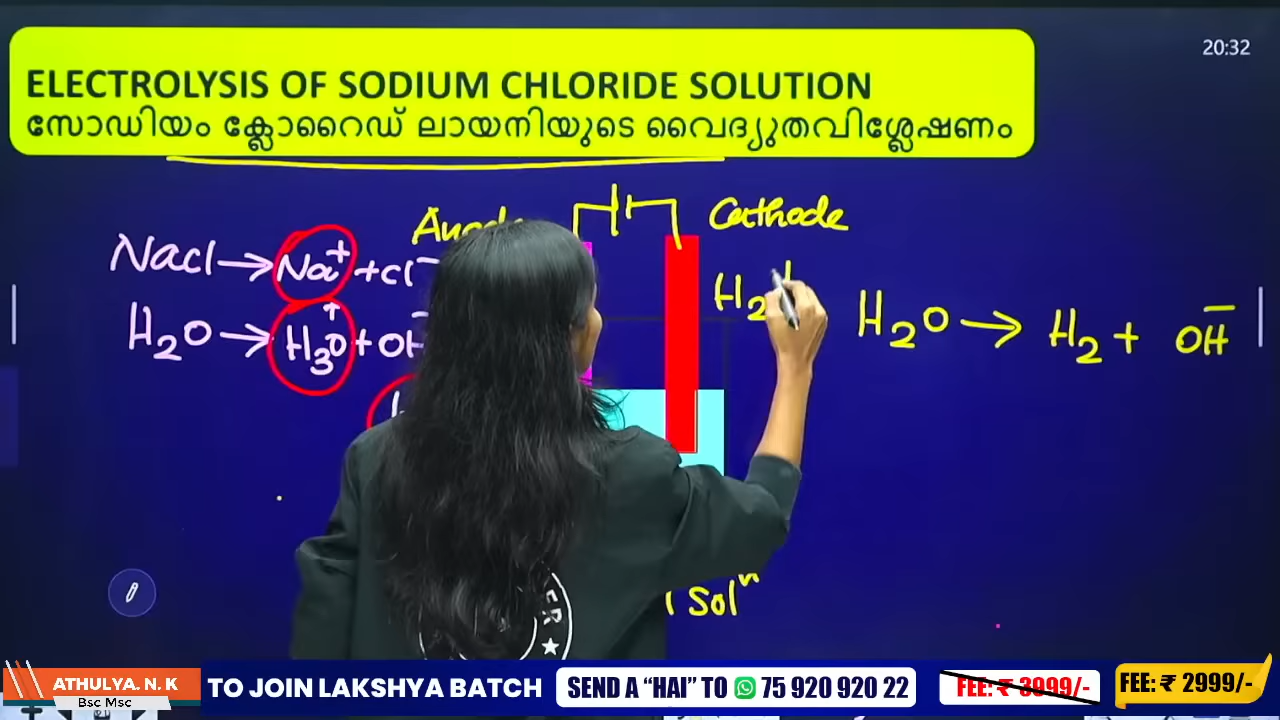 20:32
ELECTROLYSIS OF SODIUM CHLORIDE SOLUTION
സോഡിയം ക്ലോറൈഡ് ലായനിയുടെ വൈദ്യുതവിശ്ലേഷണം
Cathode
Nacl → Na⁺ + cl⁻
H₂O → H₃O⁺ + OH⁻
H₂
H₂O → H₂ + OH⁻
Solⁿ
ER
ATHULYA. N. K
Bsc Msc
TO JOIN LAKSHYA BATCH
SEND A “HAI” TO 75 920 920 22
FEE: ₹ 3999/-
FEE: ₹ 2999/-